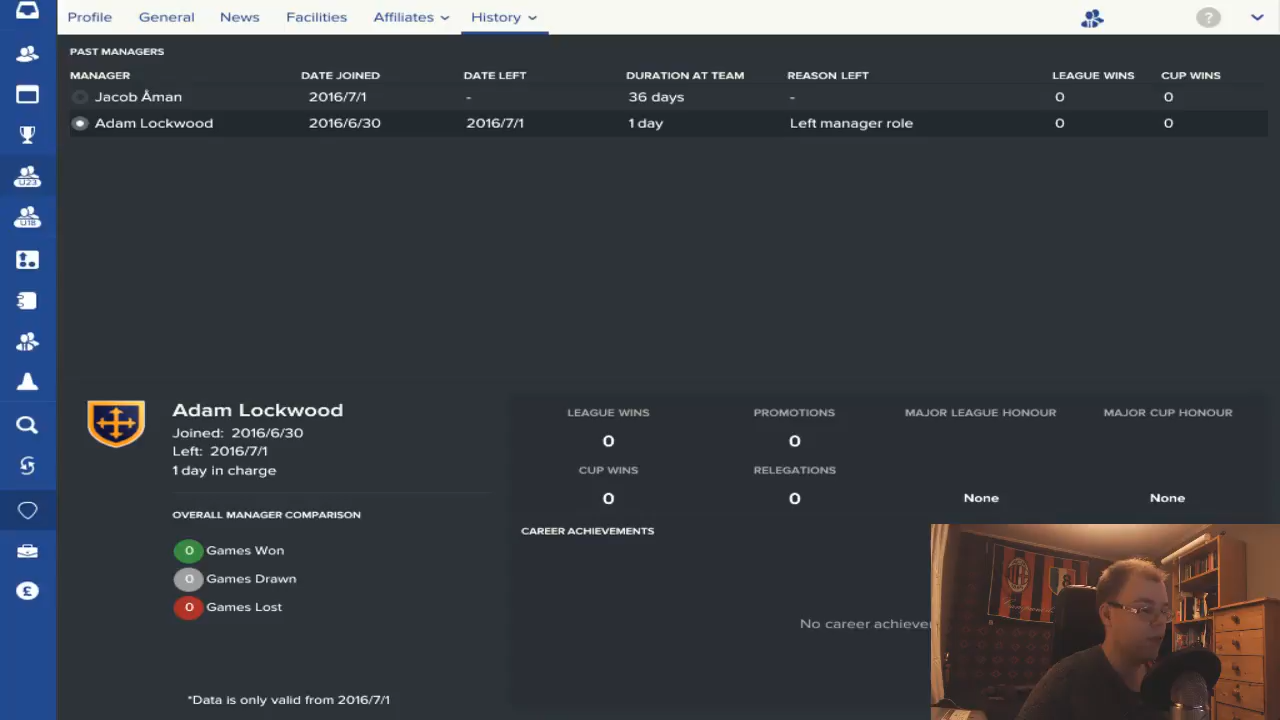 Profile General News Facilities Affiliates History ?
PAST MANAGERS
MANAGER DATE JOINED DATE LEFT DURATION AT TEAM REASON LEFT LEAGUE WINS CUP WINS
Jacob Åman 2016/7/1 - 36 days - 0 0
Adam Lockwood 2016/6/30 2016/7/1 1 day Left manager role 0 0
U23
U18
Adam Lockwood
Joined: 2016/6/30
Left: 2016/7/1
1 day in charge
LEAGUE WINS PROMOTIONS MAJOR LEAGUE HONOUR MAJOR CUP HONOUR
0 0
CUP WINS RELEGATIONS
0 0 None None
OVERALL MANAGER COMPARISON
0 Games Won
0 Games Drawn
0 Games Lost
CAREER ACHIEVEMENTS
No career achieve
£
*Data is only valid from 2016/7/1